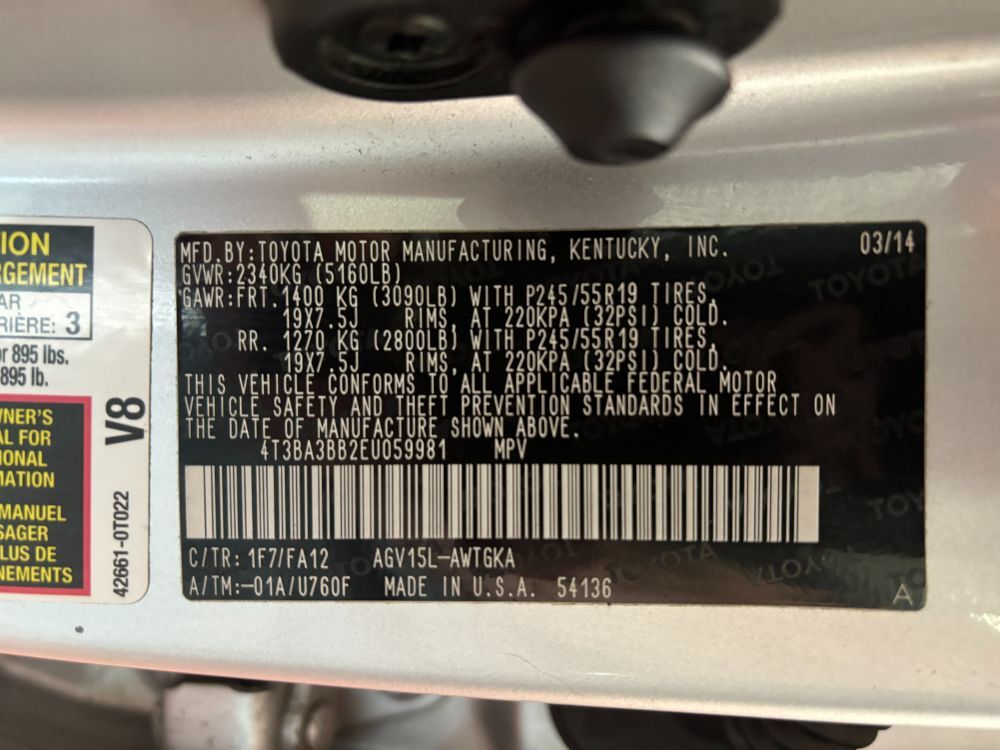 TION
RGEMENT
AR
RIÈRE: 3
or 895 lbs.
895 lb.
WNER'S
AL FOR
IONAL
MATION
MANUEL
SAGER
LUS DE
NEMENTS
V8
42661-0T022
MFD.BY:TOYOTA MOTOR MANUFACTURING, KENTUCKY, INC. 03/14
GVWR:2340KG (5160LB)
GAWR:FRT.1400 KG (3090LB) WITH P245/55R19 TIRES,
19X7.5J RIMS, AT 220KPA (32PSI) COLD.
RR. 1270 KG (2800LB) WITH P245/55R19 TIRES,
19X7.5J RIMS, AT 220KPA (32PSI) COLD.
THIS VEHICLE CONFORMS TO ALL APPLICABLE FEDERAL MOTOR
VEHICLE SAFETY AND THEFT PREVENTION STANDARDS IN EFFECT ON
THE DATE OF MANUFACTURE SHOWN ABOVE.
4T3BA3BB2EU059981 MPV
C/TR: 1F7/FA12 AGV15L-AWTGKA
A/TM:-01A/U760F MADE IN U.S.A. 54136
A